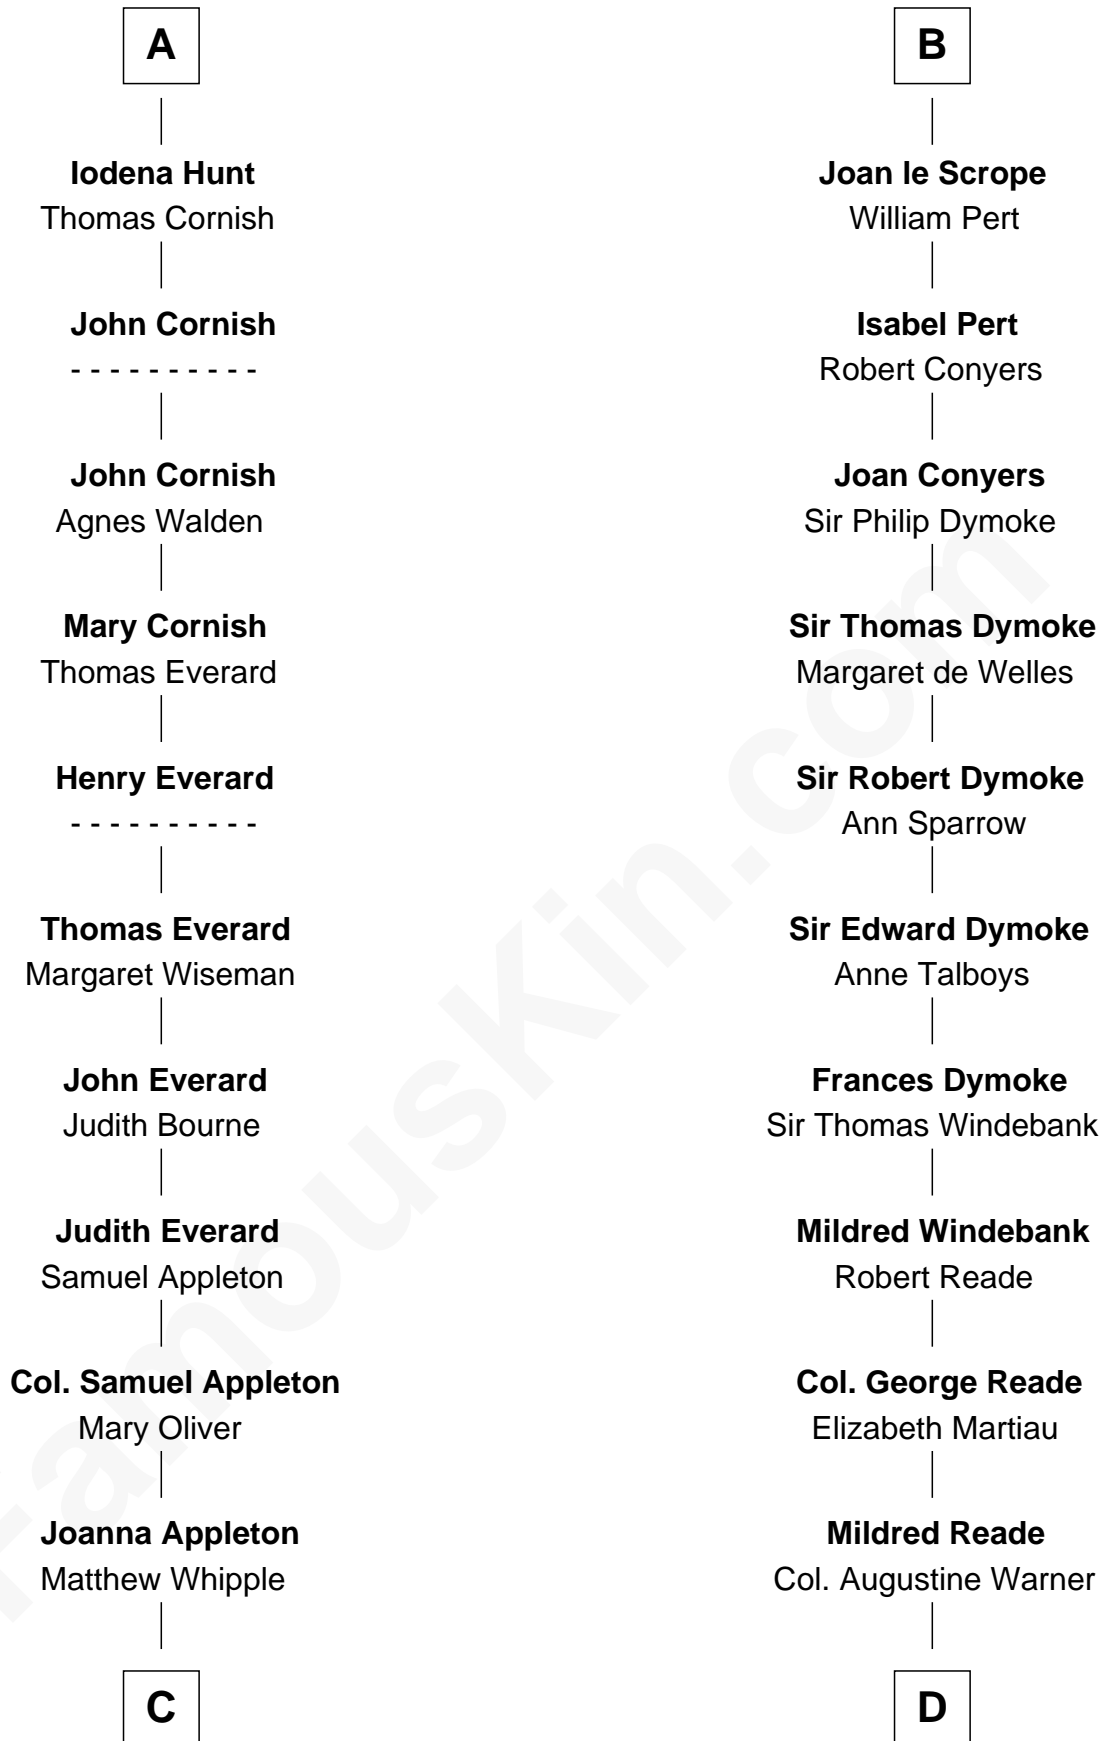 A
Iodena Hunt
Thomas Cornish
John Cornish
- - - - - - - - - -
John Cornish
Agnes Walden
Mary Cornish
Thomas Everard
Henry Everard
- - - - - - - - - -
Thomas Everard
Margaret Wiseman
John Everard
Judith Bourne
Judith Everard
Samuel Appleton
Col. Samuel Appleton
Mary Oliver
Joanna Appleton
Matthew Whipple
C
B
Joan le Scrope
William Pert
Isabel Pert
Robert Conyers
Joan Conyers
Sir Philip Dymoke
Sir Thomas Dymoke
Margaret de Welles
Sir Robert Dymoke
Ann Sparrow
Sir Edward Dymoke
Anne Talboys
Frances Dymoke
Sir Thomas Windebank
Mildred Windebank
Robert Reade
Col. George Reade
Elizabeth Martiau
Mildred Reade
Col. Augustine Warner
D
FamousKin.com